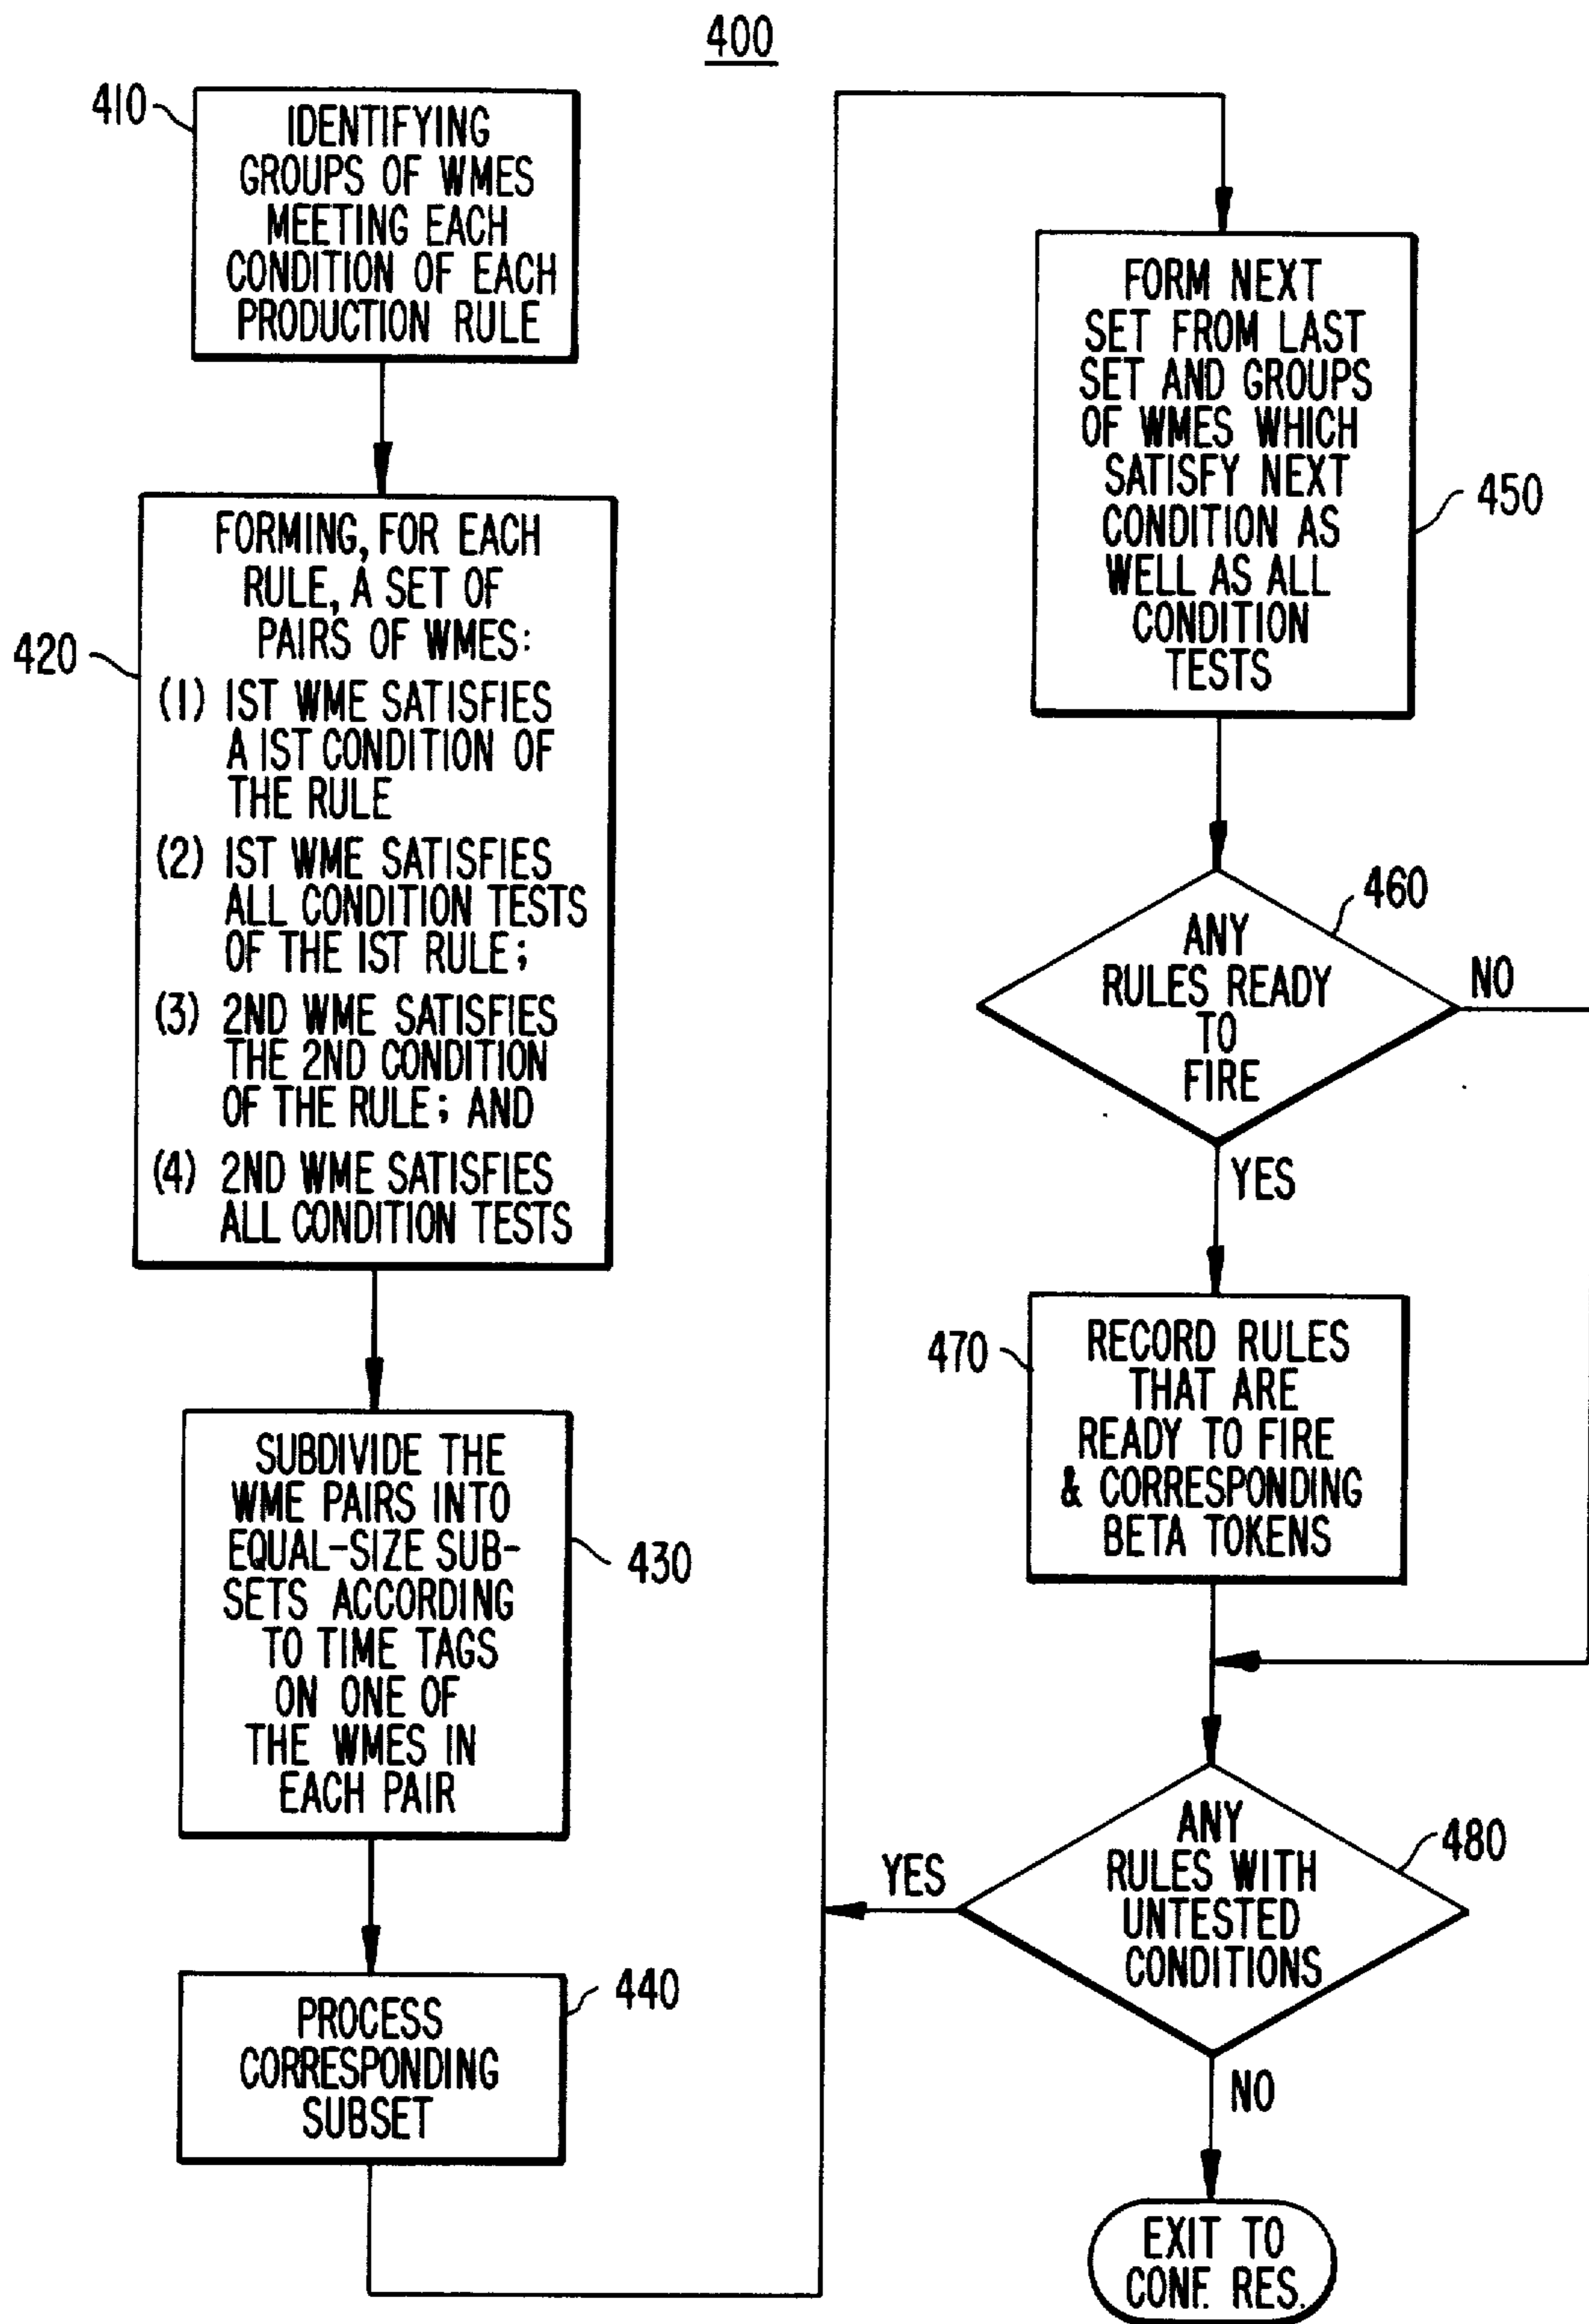 400
410
IDENTIFYING
GROUPS OF WMES
MEETING EACH
CONDITION OF EACH
PRODUCTION RULE
420
FORMING, FOR EACH
RULE, A SET OF
PAIRS OF WMES:
(1) IST WME SATISFIES
A IST CONDITION OF
THE RULE
(2) IST WME SATISFIES
ALL CONDITION TESTS
OF THE IST RULE;
(3) 2ND WME SATISFIES
THE 2ND CONDITION
OF THE RULE; AND
(4) 2ND WME SATISFIES
ALL CONDITION TESTS
SUBDIVIDE THE
WME PAIRS INTO
EQUAL-SIZE SUB-
SETS ACCORDING
TO TIME TAGS
ON ONE OF
THE WMES IN
EACH PAIR
430
PROCESS
CORRESPONDING
SUBSET
440
FORM NEXT
SET FROM LAST
SET AND GROUPS
OF WMES WHICH
SATISFY NEXT
CONDITION AS
WELL AS ALL
CONDITION
TESTS
450
ANY
RULES READY
TO
FIRE
460
NO
YES
470
RECORD RULES
THAT ARE
READY TO FIRE
& CORRESPONDING
BETA TOKENS
ANY
RULES WITH
UNTESTED
CONDITIONS
480
YES
NO
EXIT TO
CONF. RES.